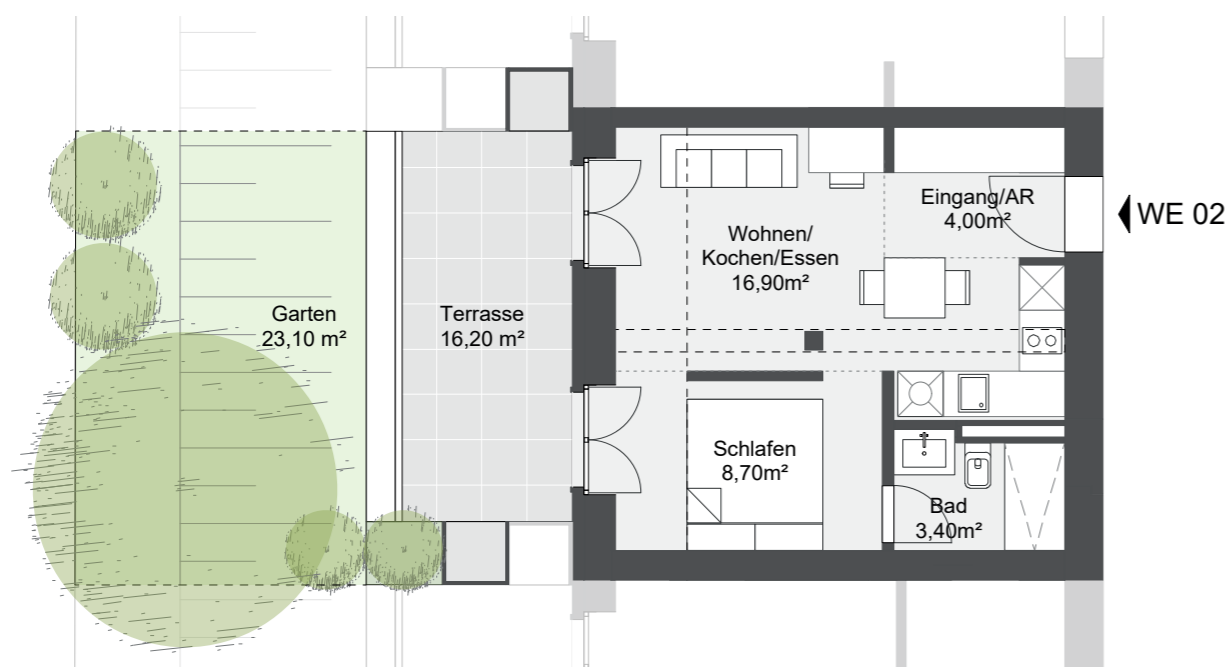 Eingang/AR
4,00m²
WE 02
Wohnen/
Kochen/Essen
16,90m²
Garten
23,10 m²
Terrasse
16,20 m²
Schlafen
8,70m²
Bad
3,40m²